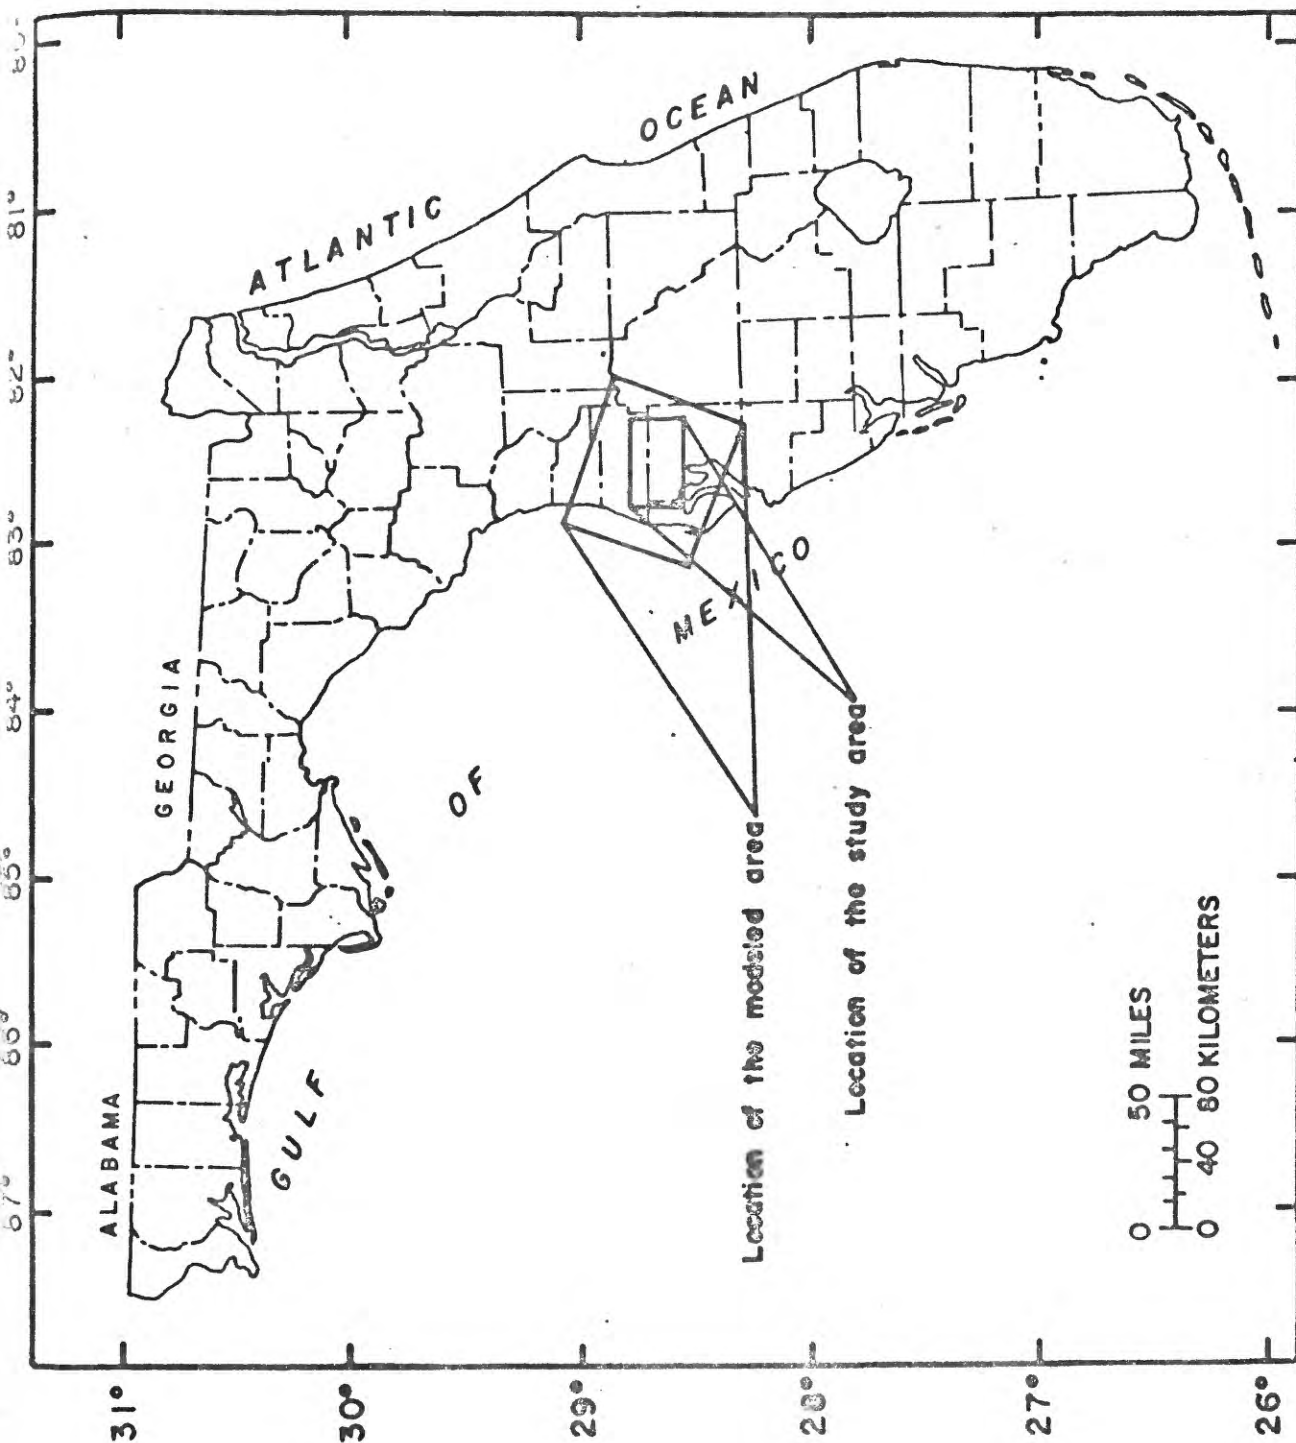 ALABAMA
GEORGIA
ATLANTIC
OCEAN
GULF
OF
MEXICO
Location of the modeled area
Location of the study area
0 50 MILES
0 40 80 KILOMETERS
31°
30°
29°
28°
27°
26°
87°
86°
85°
84°
83°
82°
81°